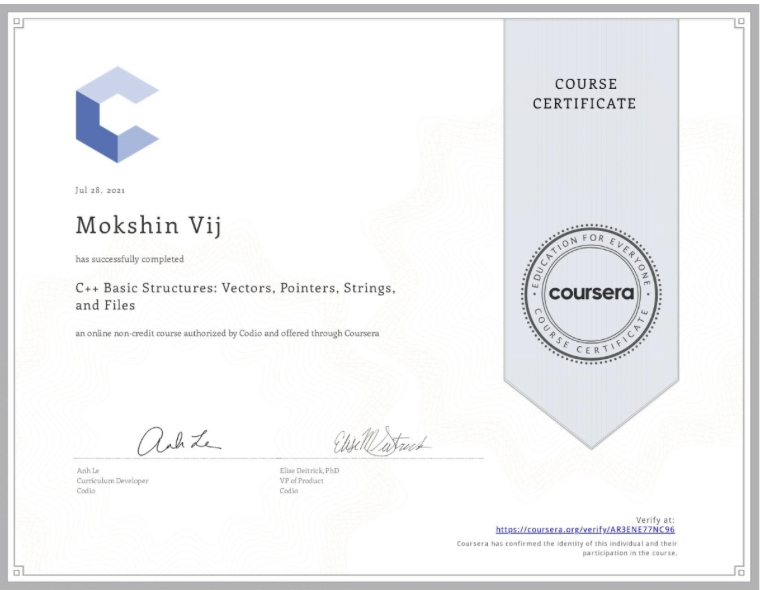 COURSE
CERTIFICATE
Jul 28, 2021
Mokshin Vij
has successfully completed
C++ Basic Structures: Vectors, Pointers, Strings,
and Files
an online non-credit course authorized by Codio and offered through Coursera
EDUCATION FOR EVERYONE
coursera
COURSE CERTIFICATE
Anh Le
Elise Deitrick
Anh Le
Curriculum Developer
Codio
Elise Deitrick, PhD
VP of Product
Codio
Verify at:
https://coursera.org/verify/AR3ENE77NC96
Coursera has confirmed the identity of this individual and their
participation in the course.